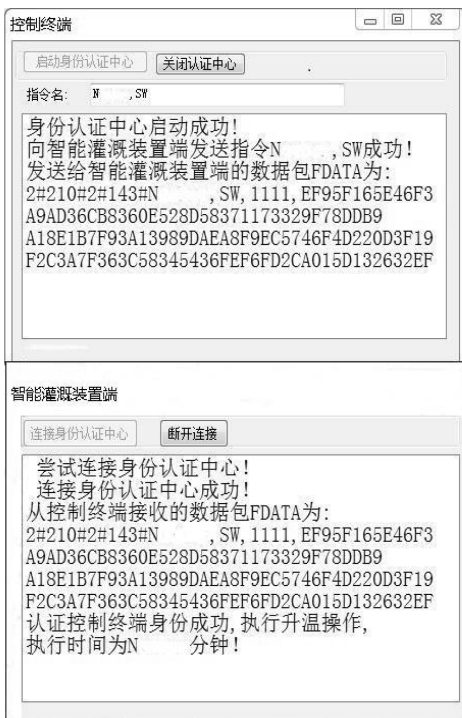 控制终端
启动身份认证中心 关闭认证中心 .
指令名: N ,SW
身份认证中心启动成功!
向智能灌溉装置端发送指令N ,SW成功!
发送给智能灌溉装置端的数据包FDATA为:
2#210#2#143#N ,SW,1111,EF95F165E46F3
A9AD36CB8360E528D58371173329F78DDB9
A18E1B7F93A13989DAEA8F9EC5746F4D220D3F19
F2C3A7F363C58345436FEF6FD2CA015D132632EF
智能灌溉装置端
连接身份认证中心 断开连接
尝试连接身份认证中心!
连接身份认证中心成功!
从控制终端接收的数据包FDATA为:
2#210#2#143#N ,SW,1111,EF95F165E46F3
A9AD36CB8360E528D58371173329F78DDB9
A18E1B7F93A13989DAEA8F9EC5746F4D220D3F19
F2C3A7F363C58345436FEF6FD2CA015D132632EF
认证控制终端身份成功,执行升温操作,
执行时间为N 分钟!